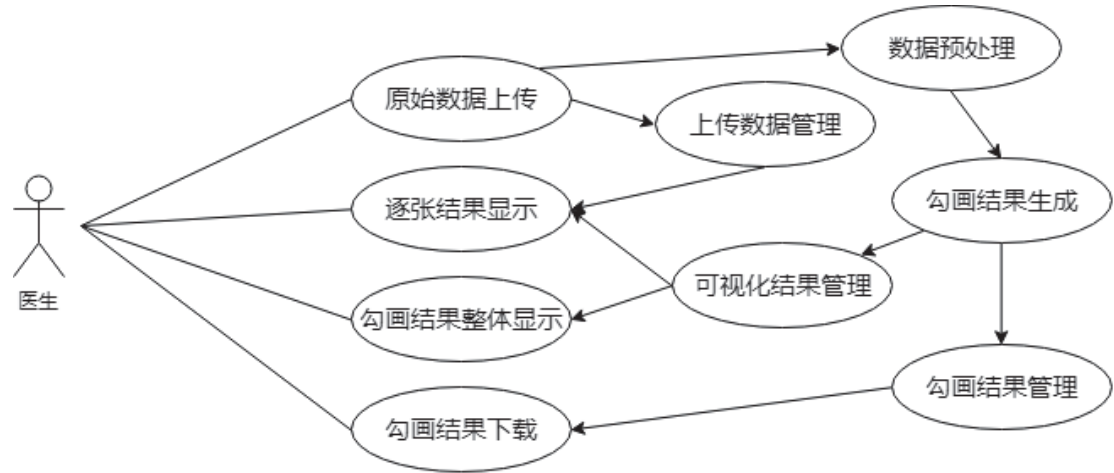 数据预处理
原始数据上传
上传数据管理
逐张结果显示
勾画结果生成
可视化结果管理
医生
勾画结果整体显示
勾画结果管理
勾画结果下载